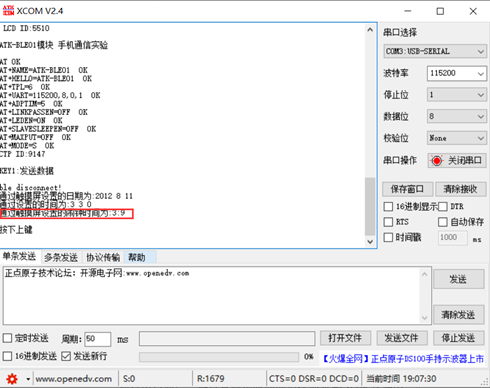 XCOM V2.4
LCD ID:5510
ATK-BLE01模块 手机通信实验
AT OK
AT+NAME=ATK-BLE01  OK
AT+HELLO=ATK-BLE01  OK
AT+TPL=6  OK
AT+UART=115200,8,0,1  OK
AT+ADPTIM=5  OK
AT+LINKPASSEN=OFF  OK
AT+LEDEN=ON  OK
AT+SLAVESLEEPEN=OFF  OK
AT+MAXPUT=OFF  OK
AT+MODE=S  OK
CTP ID:9147
KEY1:发送数据
ble disconnect!
通过触摸屏设置的日期为:2012 8 11
通过设置的时间为:3 3 0
通过触摸屏设置的闹钟时间为:3.9
按下上键
串口选择
COM3:USB-SERIAL
波特率 115200
停止位 1
数据位 8
校验位 None
串口操作 关闭串口
保存窗口 清除接收
16进制显示 DTR
RTS 自动保存
时间戳 1000 ms
单条发送 多条发送 协议传输 帮助
正点原子技术论坛：开源电子网:www.openedv.com
发送
清除发送
定时发送 周期: 50 ms 打开文件 发送文件 停止发送
16进制发送 发送新行 0% 【火爆全网】正点原子DS100手持示波器上市
www.openedv.com S:0 R:1679 CTS=0 DSR=0 DCD=0 当前时间 19:07:30